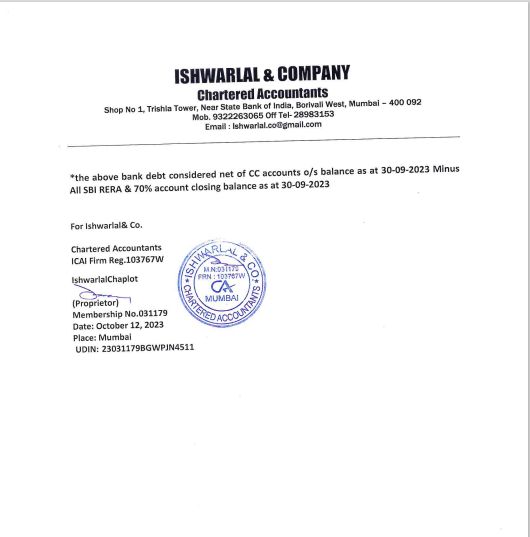 ISHWARLAL & COMPANY
Chartered Accountants
Shop No 1, Trishla Tower, Near State Bank of India, Borivali West, Mumbai – 400 092
Mob. 9322263065 Off Tel- 28983153
Email : Ishwarlal.co@gmail.com
*the above bank debt considered net of CC accounts o/s balance as at 30-09-2023 Minus
All SBI RERA & 70% account closing balance as at 30-09-2023
For Ishwarlal& Co.
Chartered Accountants
ICAI Firm Reg.103767W
IshwarlalChaplot
(Proprietor)
Membership No.031179
Date: October 12, 2023
Place: Mumbai
UDIN: 23031179BGWPJN4511
ISHWARLAL & CO.
M.N:031179
FRN : 103767W
CA
MUMBAI
CHARTERED ACCOUNTANTS